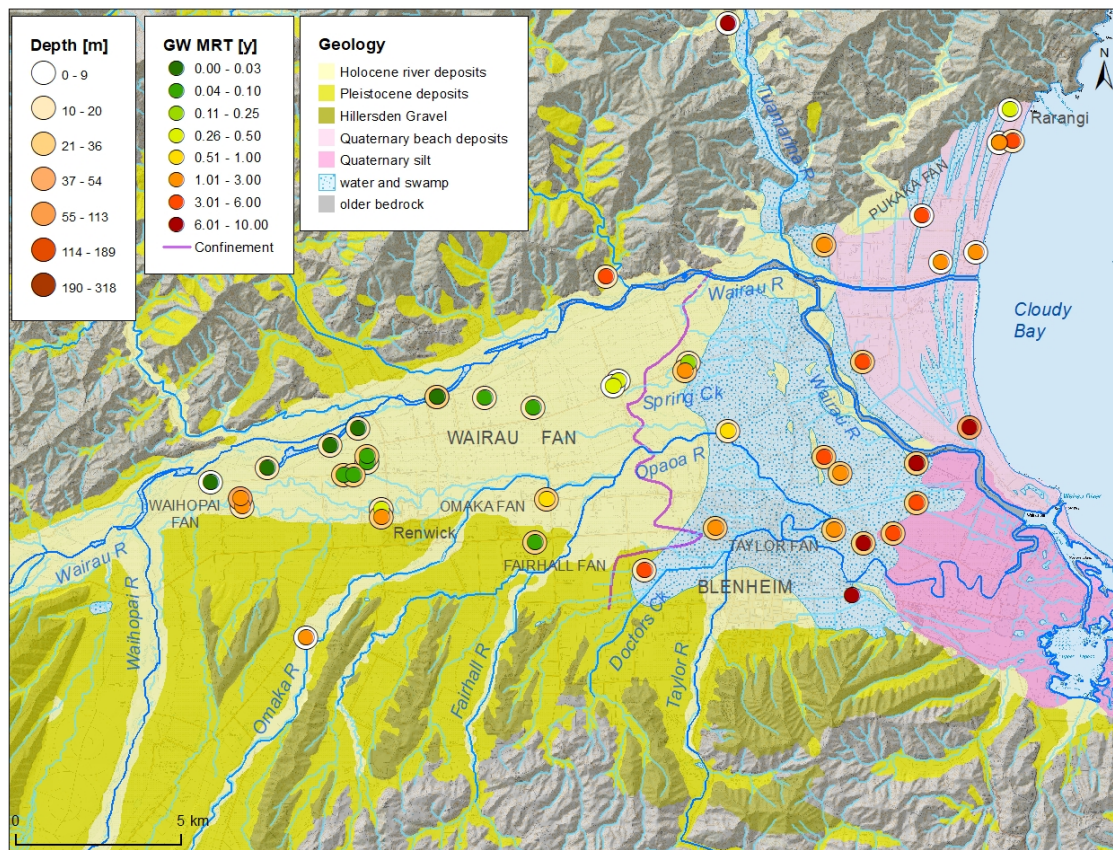 Depth [m]
0 - 9
10 - 20
21 - 36
37 - 54
55 - 113
114 - 189
190 - 318
GW MRT [y]
0.00 - 0.03
0.04 - 0.10
0.11 - 0.25
0.26 - 0.50
0.51 - 1.00
1.01 - 3.00
3.01 - 6.00
6.01 - 10.00
Confinement
Geology
Holocene river deposits
Pleistocene deposits
Hillersden Gravel
Quaternary beach deposits
Quaternary silt
water and swamp
older bedrock
N
Tuamarina R
Rarangi
PUKAKA FAN
Wairau R
Cloudy
Bay
Spring Ck
Wairau R
WAIRAU FAN
Opaoa R
WAIHOPAI
FAN
OMAKA FAN
Renwick
FAIRHALL FAN
TAYLOR FAN
BLENHEIM
Wairau R
Waihopai R
Omaka R
Fairhall R
Doctors Ck
Taylor R
0
5 km